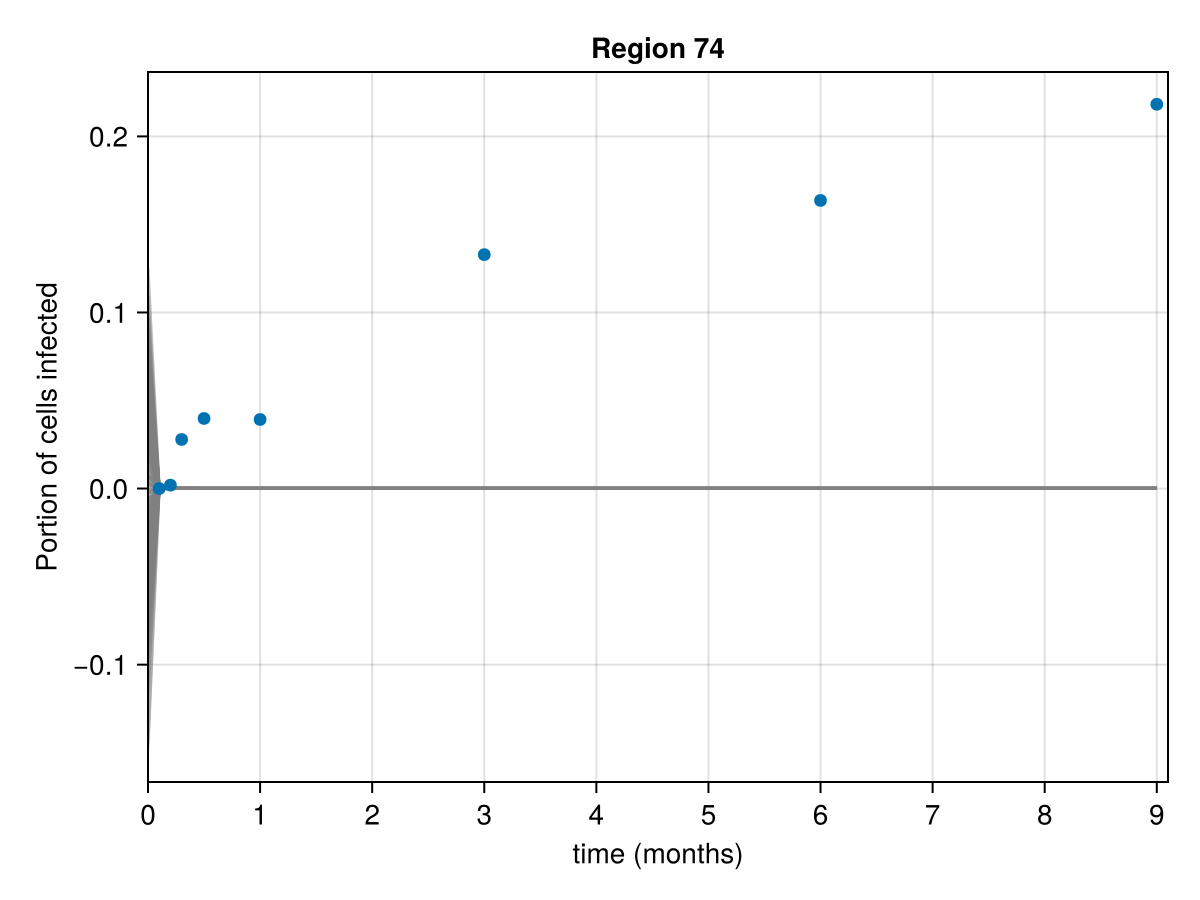 Region 74
Portion of cells infected
0.2
0.1
0.0
−0.1
0 1 2 3 4 5 6 7 8 9
time (months)